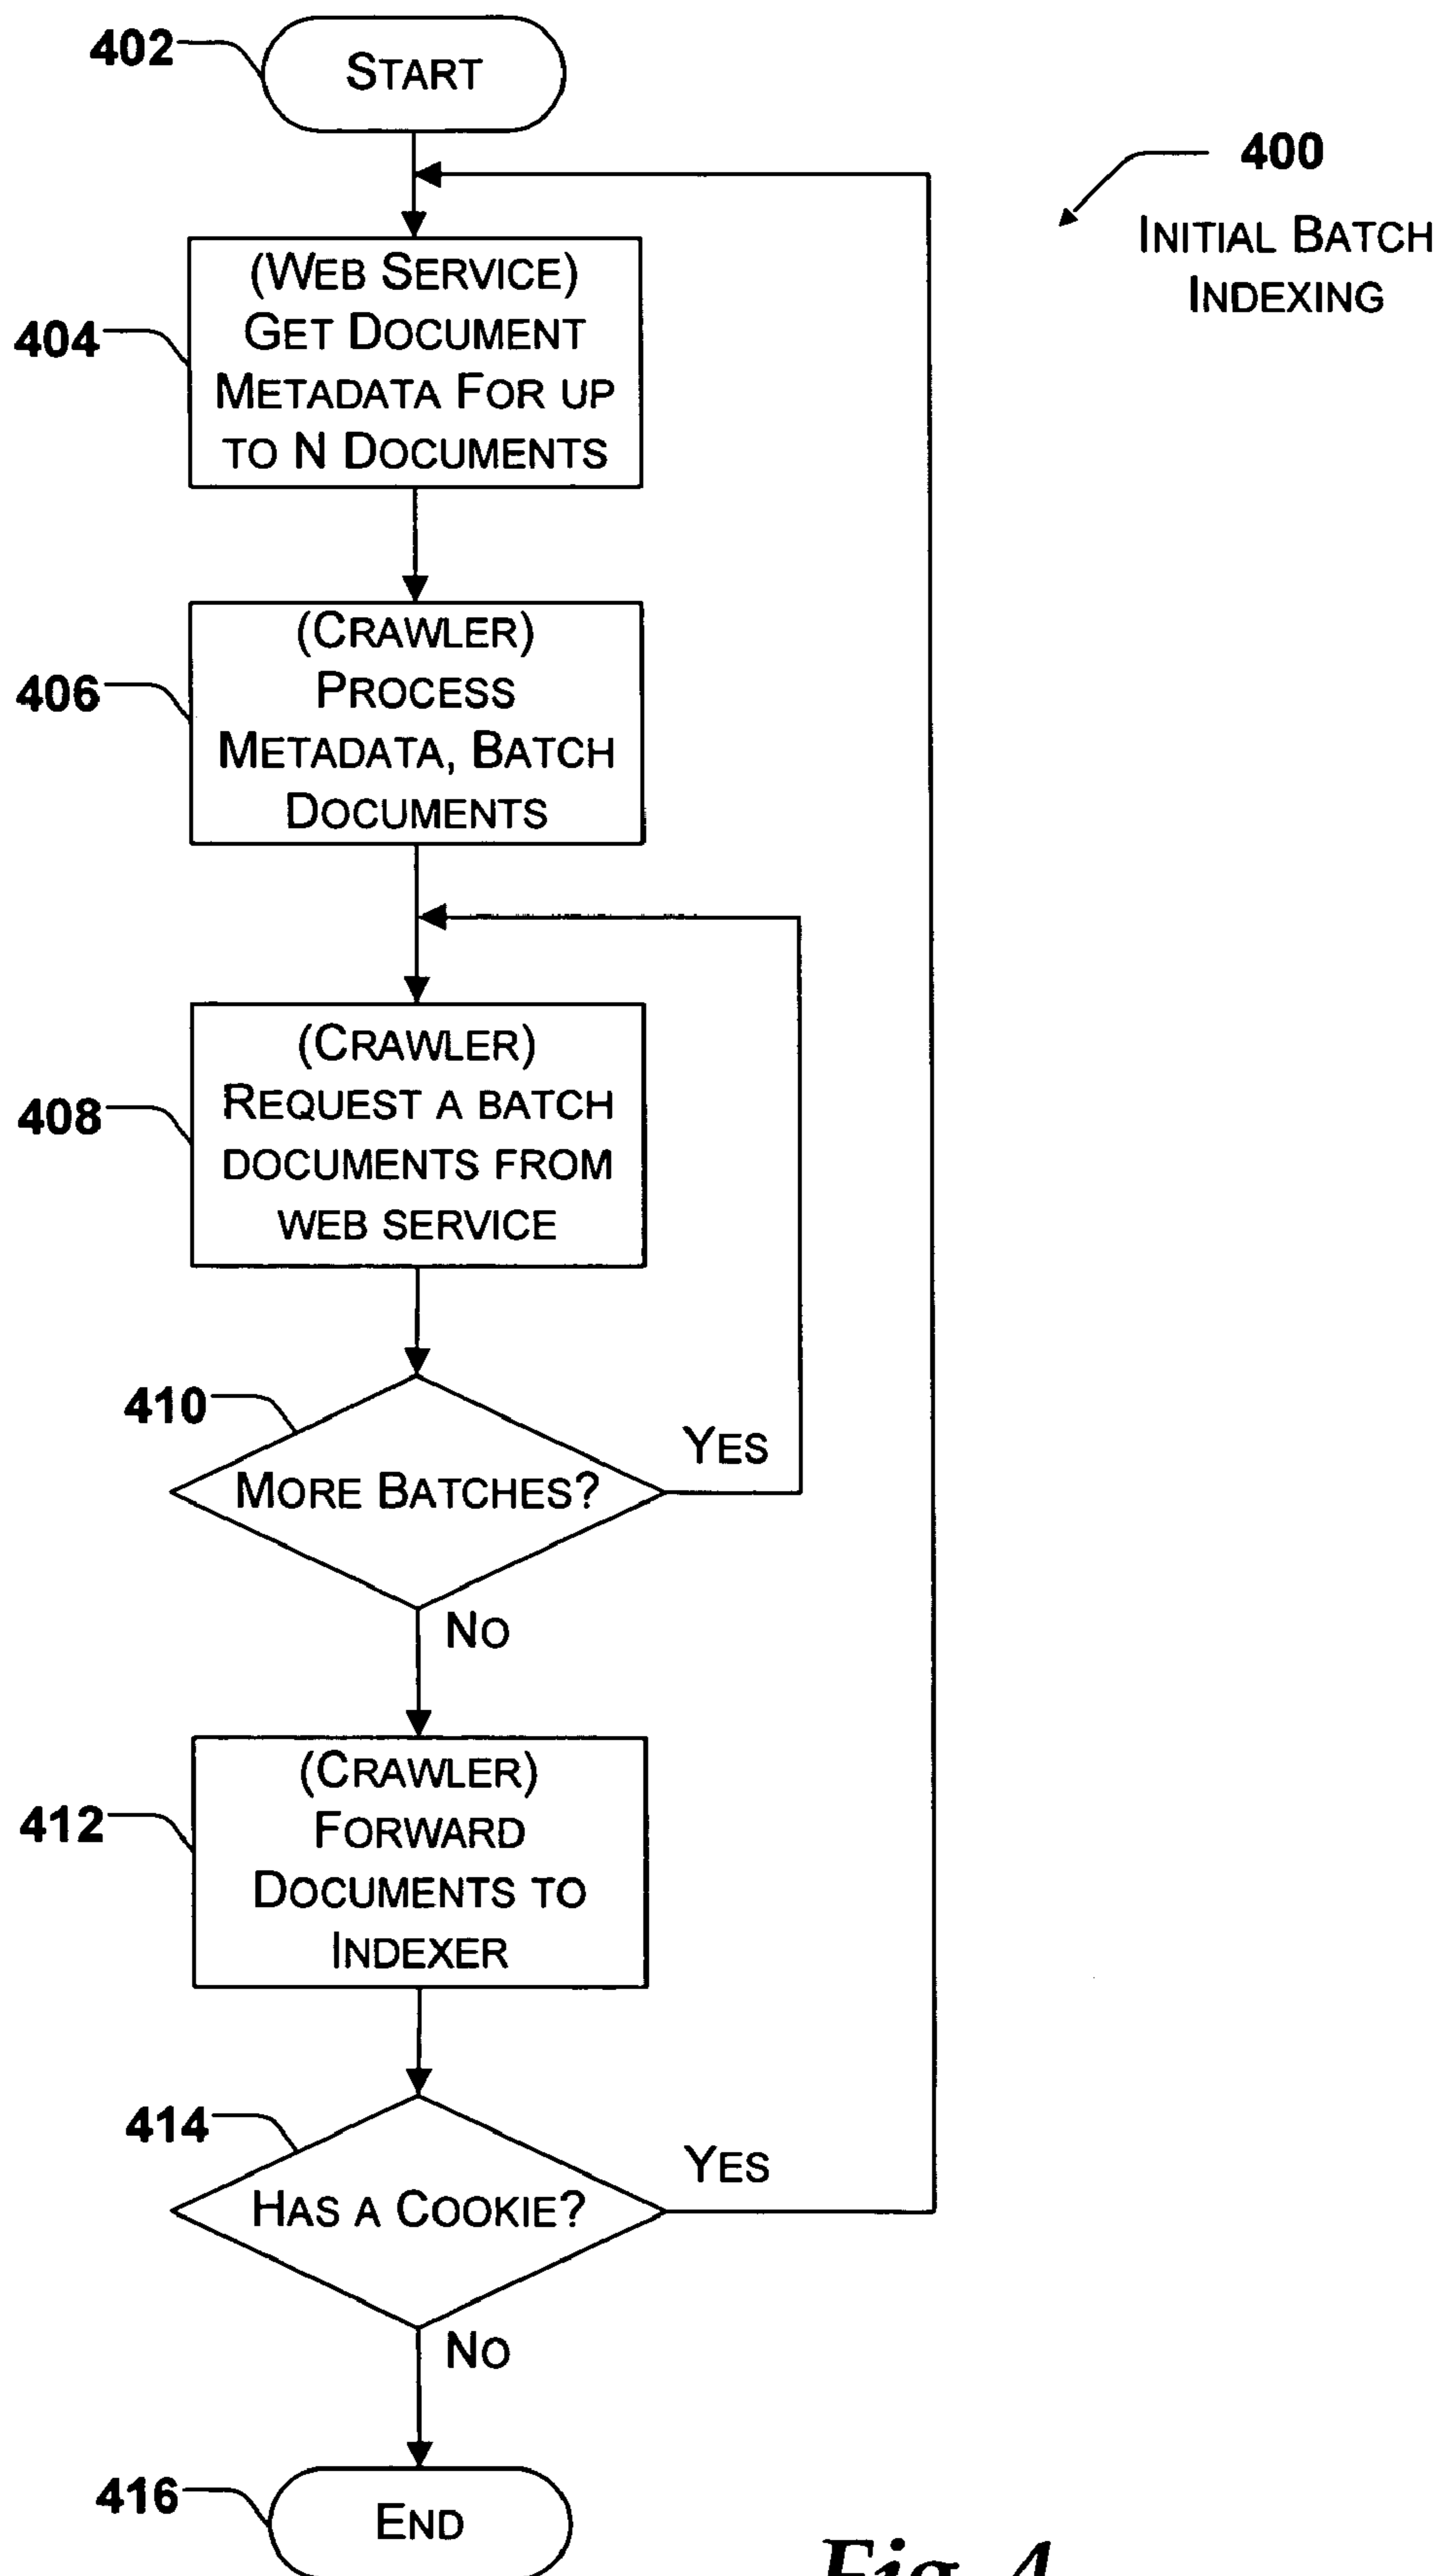 402
START
400
INITIAL BATCH
INDEXING
(WEB SERVICE)
GET DOCUMENT
METADATA FOR UP
TO N DOCUMENTS
404
(CRAWLER)
PROCESS
METADATA, BATCH
DOCUMENTS
406
(CRAWLER)
REQUEST A BATCH
DOCUMENTS FROM
WEB SERVICE
408
410
MORE BATCHES?
YES
NO
(CRAWLER)
FORWARD
DOCUMENTS TO
INDEXER
412
414
HAS A COOKIE?
YES
NO
416
END
Fig. 4